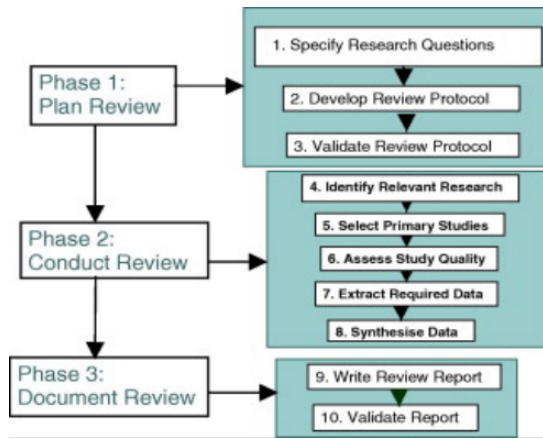 Phase 1:
Plan Review
1. Specify Research Questions
2. Develop Review Protocol
3. Validate Review Protocol
Phase 2:
Conduct Review
4. Identify Relevant Research
5. Select Primary Studies
6. Assess Study Quality
7. Extract Required Data
8. Synthesise Data
Phase 3:
Document Review
9. Write Review Report
10. Validate Report